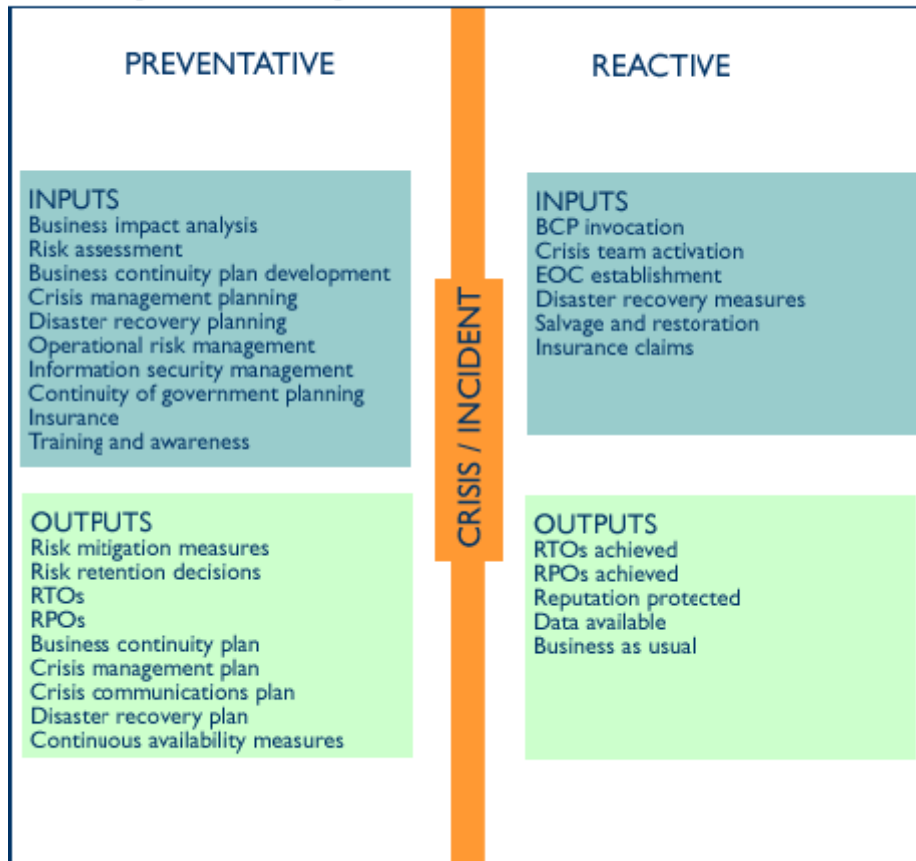 PREVENTATIVE
INPUTS
Business impact analysis
Risk assessment
Business continuity plan development
Crisis management planning
Disaster recovery planning
Operational risk management
Information security management
Continuity of government planning
Insurance
Training and awareness
OUTPUTS
Risk mitigation measures
Risk retention decisions
RTOs
RPOs
Business continuity plan
Crisis management plan
Crisis communications plan
Disaster recovery plan
Continuous availability measures
CRISIS / INCIDENT
REACTIVE
INPUTS
BCP invocation
Crisis team activation
EOC establishment
Disaster recovery measures
Salvage and restoration
Insurance claims
OUTPUTS
RTOs achieved
RPOs achieved
Reputation protected
Data available
Business as usual